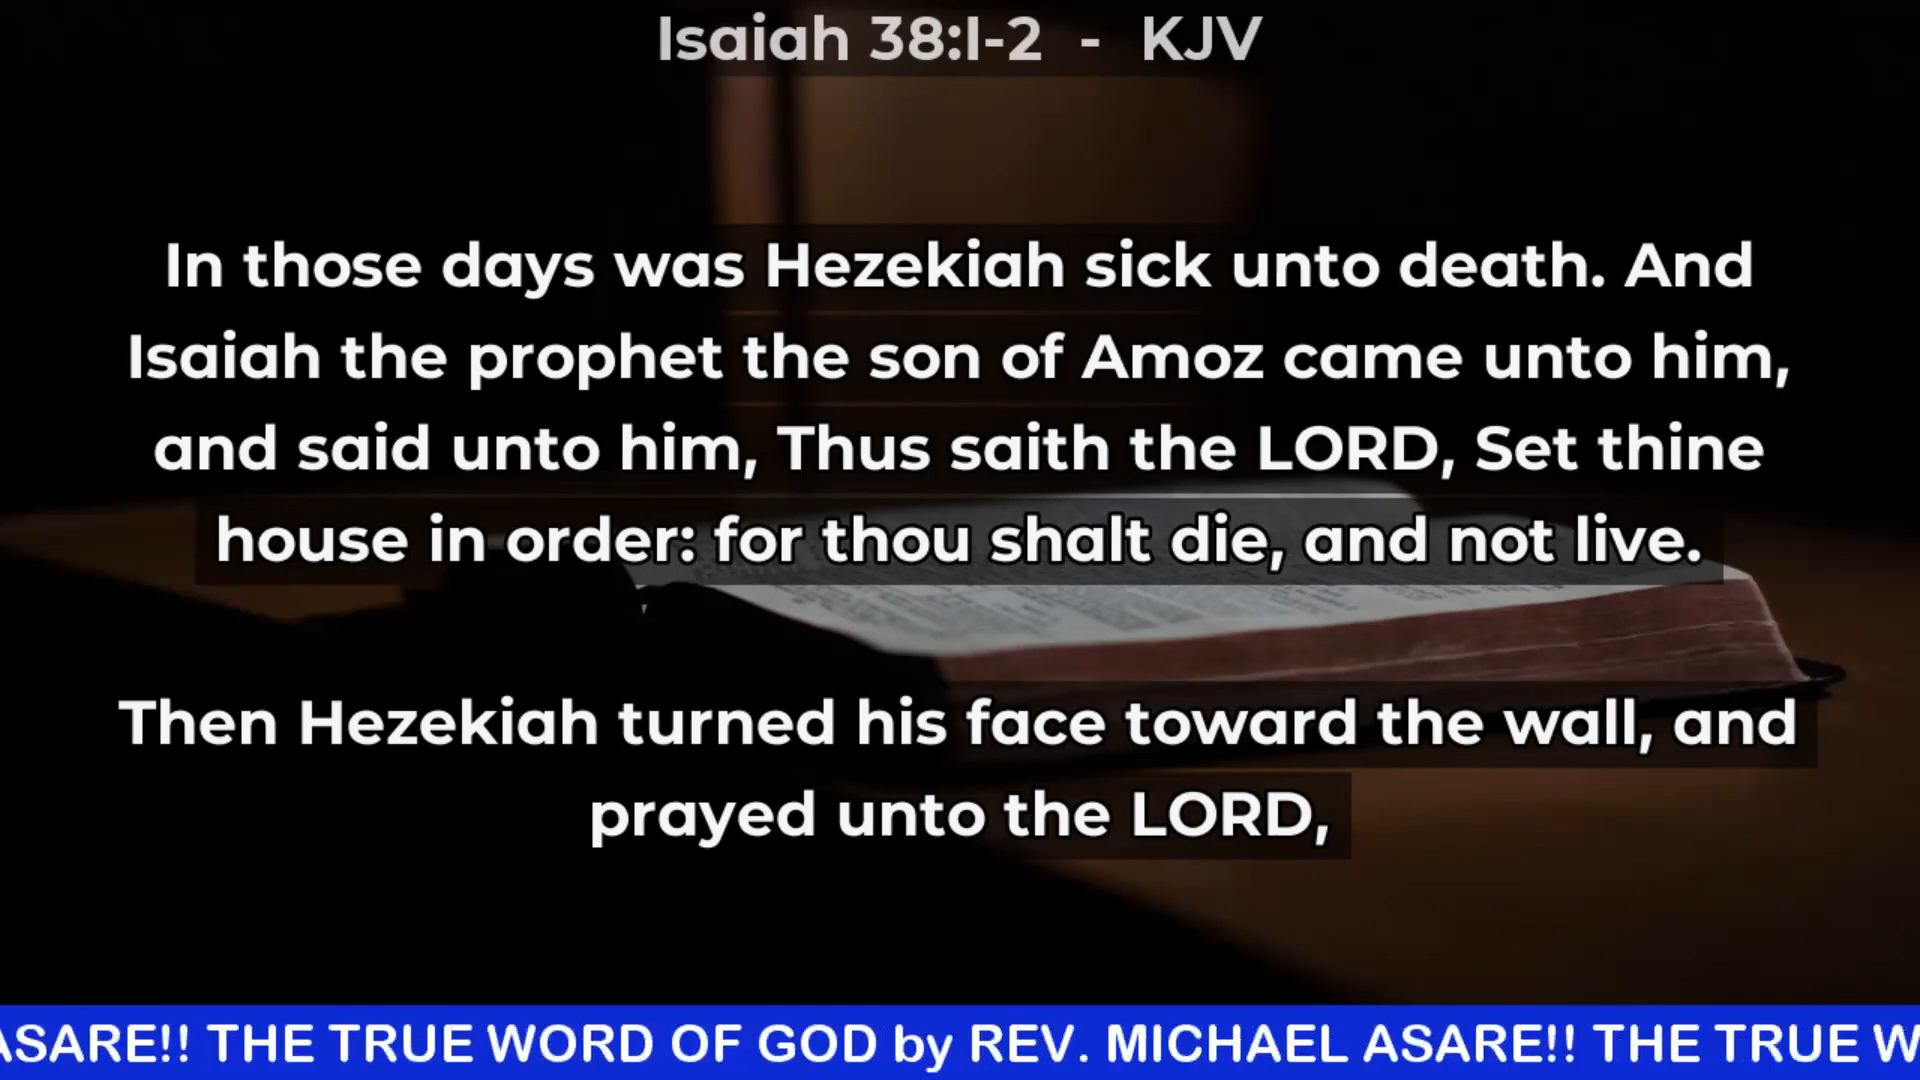 Isaiah 38:1-2 - KJV
In those days was Hezekiah sick unto death. And
Isaiah the prophet the son of Amoz came unto him,
and said unto him, Thus saith the LORD, Set thine
house in order: for thou shalt die, and not live.
Then Hezekiah turned his face toward the wall, and
prayed unto the LORD,
ASARE!! THE TRUE WORD OF GOD by REV. MICHAEL ASARE!! THE TRUE W